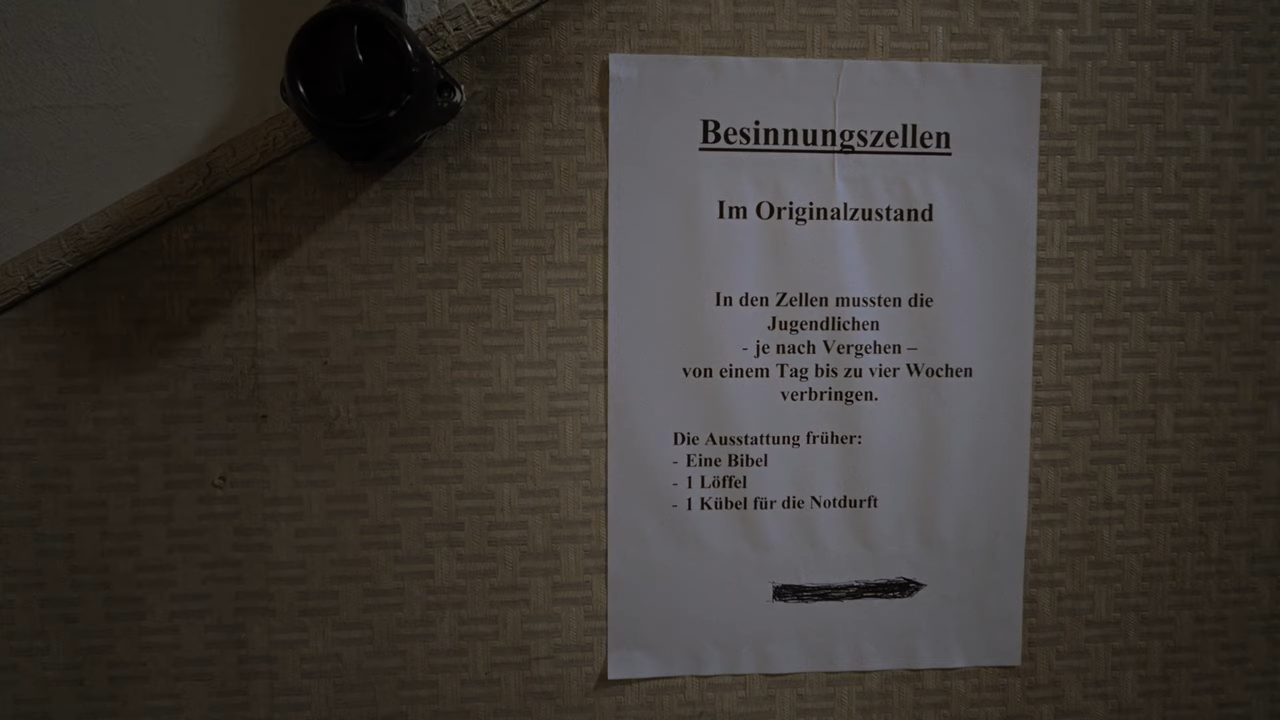 Besinnungszellen
Im Originalzustand
In den Zellen mussten die
Jugendlichen
- je nach Vergehen –
von einem Tag bis zu vier Wochen
verbringen.
Die Ausstattung früher:
- Eine Bibel
- 1 Löffel
- 1 Kübel für die Notdurft